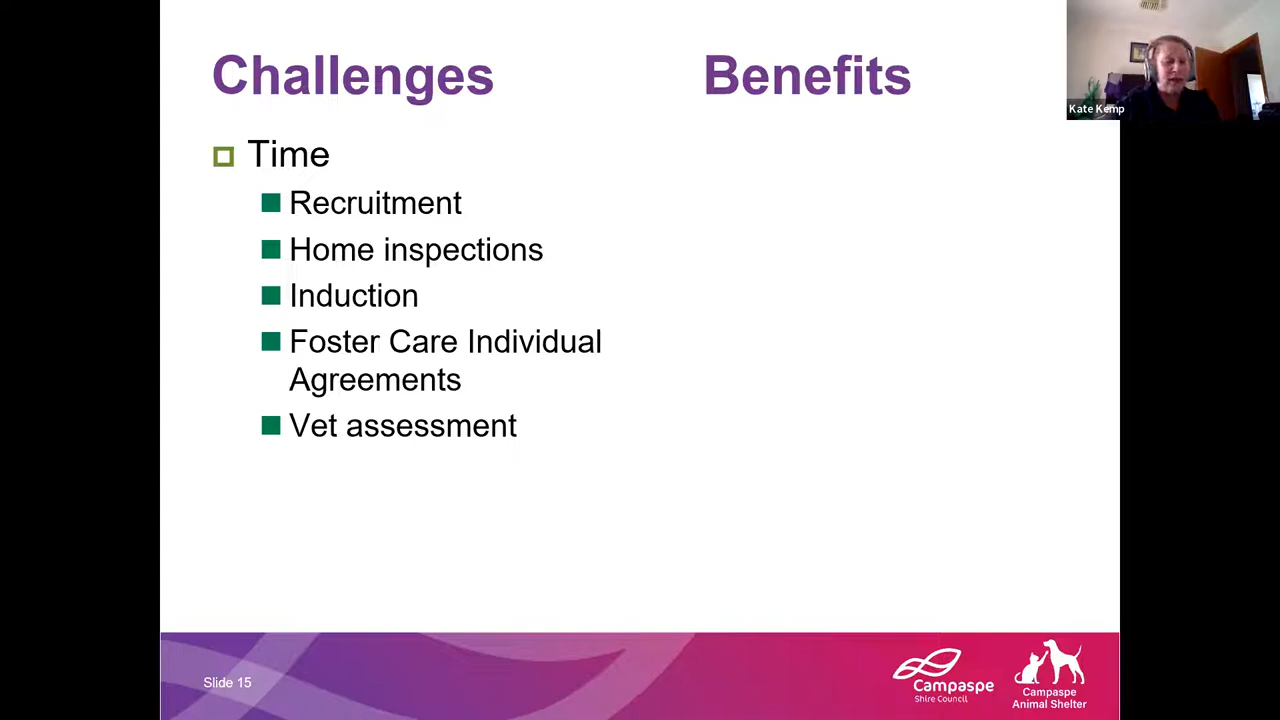 Challenges
Benefits
Kate Kemp
Time
Recruitment
Home inspections
Induction
Foster Care Individual
Agreements
Vet assessment
Slide 15
Campaspe
Shire Council
Campaspe
Animal Shelter